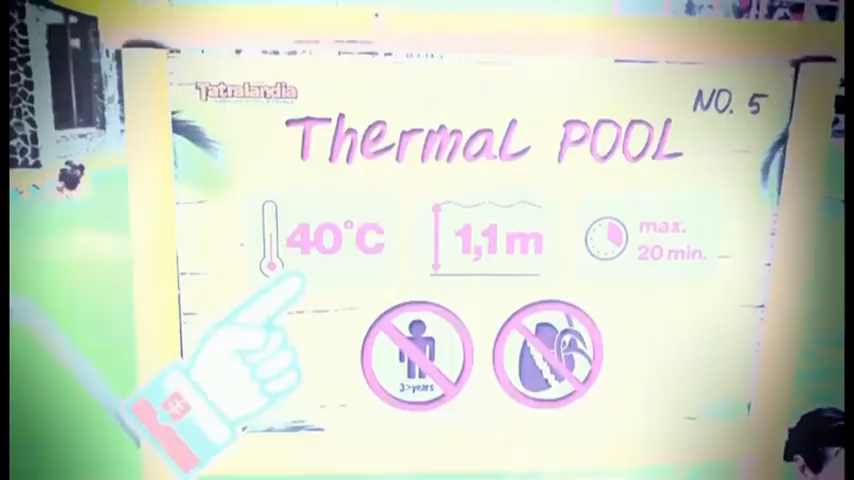 Tatralandia
NO. 5
Thermal POOL
40°C
1,1 m
max.
20 min.
3>years